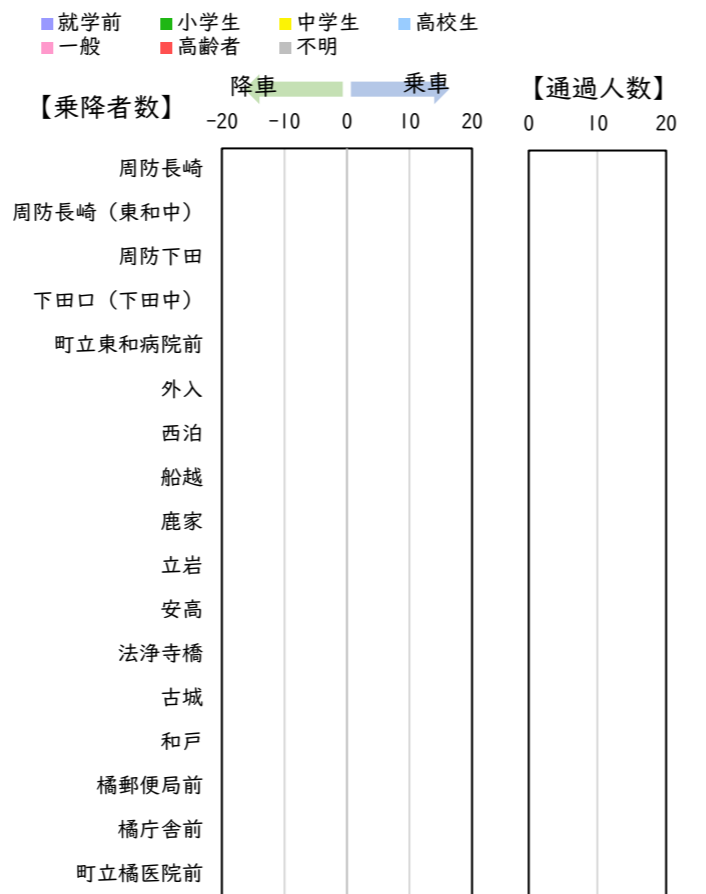 就学前 小学生 中学生 高校生
一般 高齢者 不明
降車 乗車
【乗降者数】 【通過人数】
-20 -10 0 10 20 0 10 20
周防長崎
周防長崎（東和中）
周防下田
下田口（下田中）
町立東和病院前
外入
西泊
船越
鹿家
立岩
安高
法浄寺橋
古城
和戸
橘郵便局前
橘庁舎前
町立橘医院前